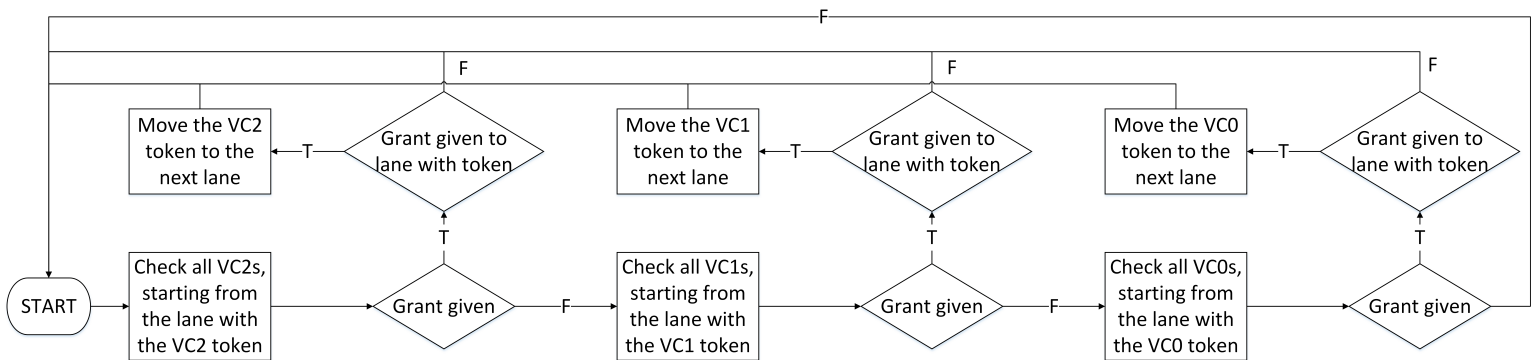 F
F
F
F
Move the VC2
token to the
next lane
T
Grant given to
lane with token
Move the VC1
token to the
next lane
T
Grant given to
lane with token
Move the VC0
token to the
next lane
T
Grant given to
lane with token
T
T
T
START
Check all VC2s,
starting from
the lane with
the VC2 token
Grant given
F
Check all VC1s,
starting from
the lane with
the VC1 token
Grant given
F
Check all VC0s,
starting from
the lane with
the VC0 token
Grant given